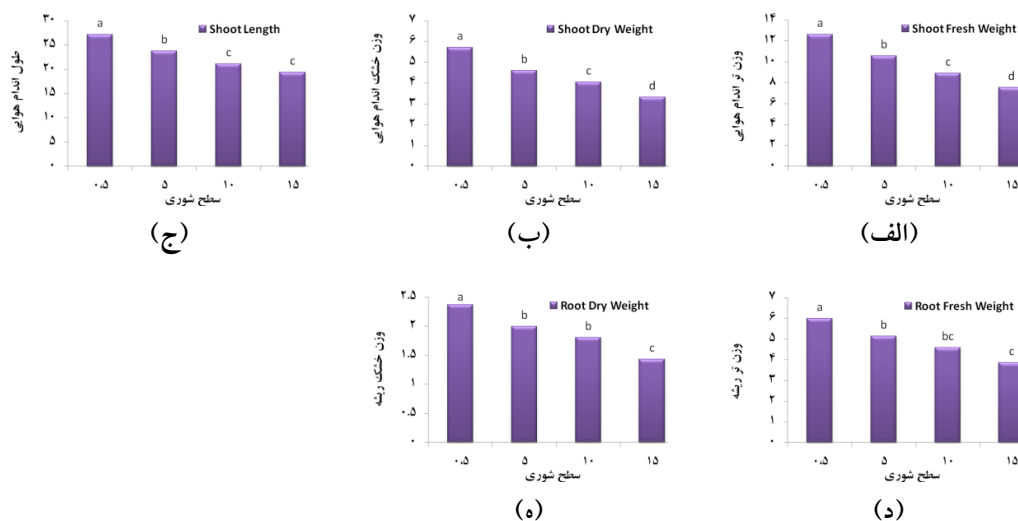 Shoot Fresh Weight
وزن تر اندام هوایی
۱۴
۱۲
۱۰
۸
۶
۴
۲
۰
a
b
c
d
۰،۵ ۵ ۱۰ ۱۵
سطح شوری
(الف)
Shoot Dry Weight
وزن خشک اندام هوایی
۷
۶
۵
۴
۳
۲
۱
۰
a
b
c
d
۰،۵ ۵ ۱۰ ۱۵
سطح شوری
(ب)
Shoot Length
طول اندام هوایی
۳۰
۲۵
۲۰
۱۵
۱۰
۵
۰
a
b
c
c
۰،۵ ۵ ۱۰ ۱۵
سطح شوری
(ج)
Root Fresh Weight
وزن تر ریشه
۷
۶
۵
۴
۳
۲
۱
۰
a
b
bc
c
۰،۵ ۵ ۱۰ ۱۵
سطح شوری
(د)
Root Dry Weight
وزن خشک ریشه
۲.۵
۲
۱.۵
۱
۰.۵
۰
a
b
b
c
۰،۵ ۵ ۱۰ ۱۵
سطح شوری
(ه)